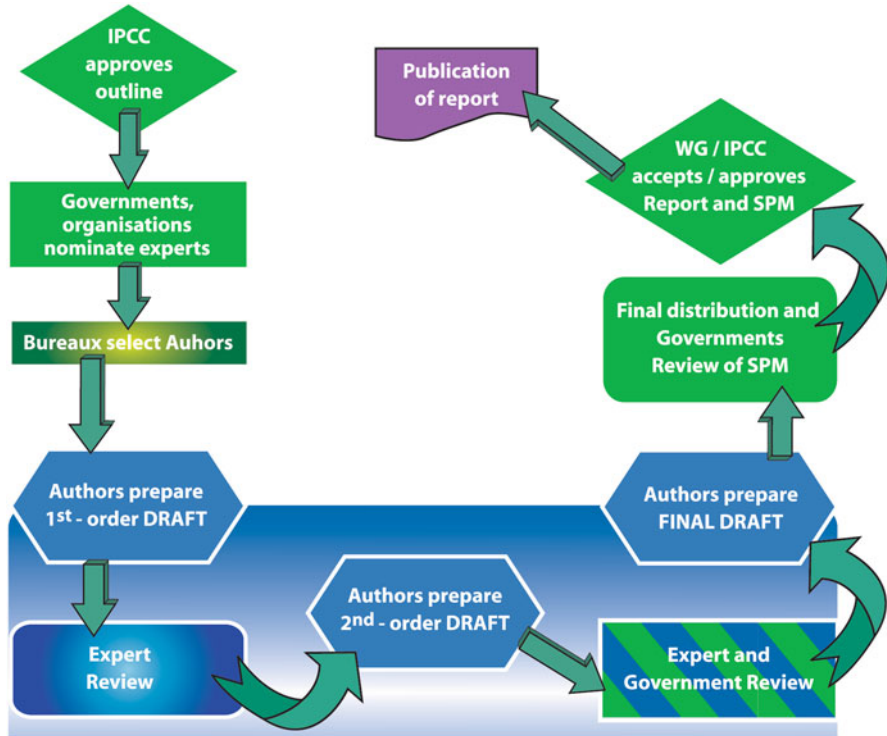 IPCC
approves
outline
Governments,
organisations
nominate experts
Bureaux select Auhors
Authors prepare
1st - order DRAFT
Expert
Review
Authors prepare
2nd - order DRAFT
Expert and
Government Review
Authors prepare
FINAL DRAFT
Final distribution and
Governments
Review of SPM
WG / IPCC
accepts / approves
Report and SPM
Publication
of report